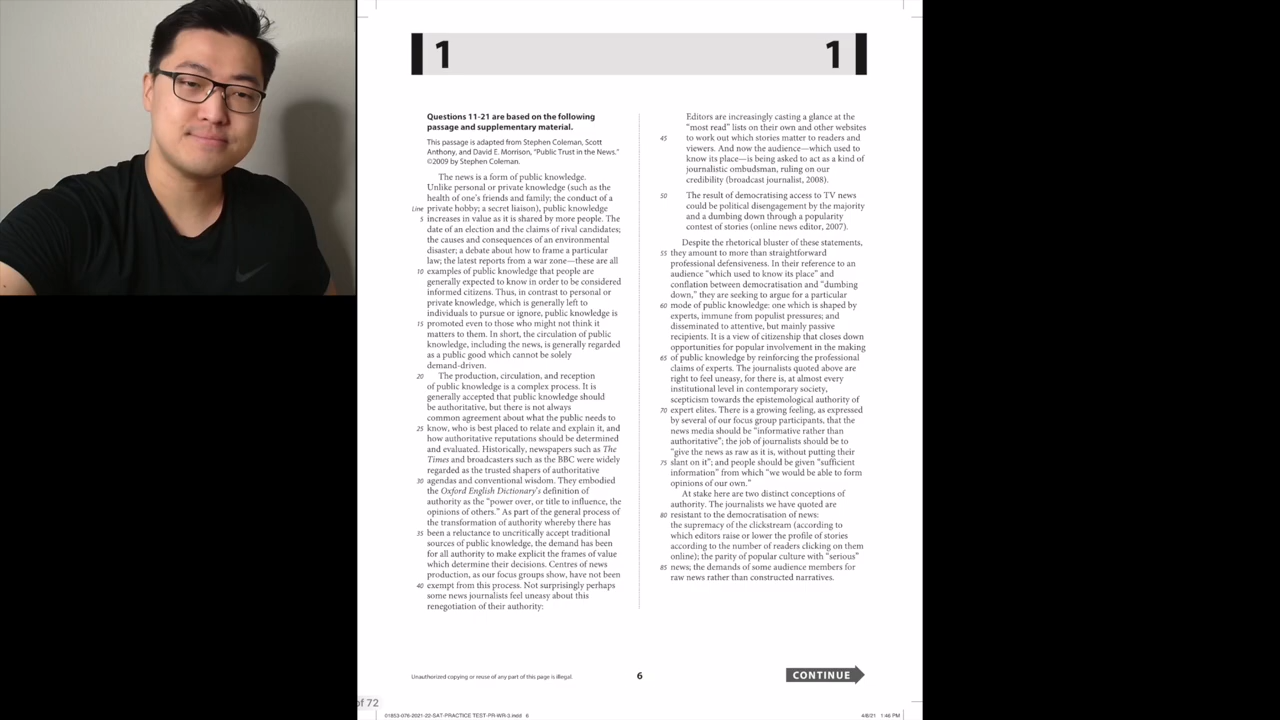 1 1
Questions 11-21 are based on the following
passage and supplementary material.
This passage is adapted from Stephen Coleman, Scott
Anthony, and David E. Morrison, “Public Trust in the News.”
©2009 by Stephen Coleman.
The news is a form of public knowledge.
Unlike personal or private knowledge (such as the
health of one’s friends and family; the conduct of a
Line private hobby; a secret liaison), public knowledge
5 increases in value as it is shared by more people. The
date of an election and the claims of rival candidates;
the causes and consequences of an environmental
disaster; a debate about how to frame a particular
law; the latest reports from a war zone—these are all
10 examples of public knowledge that people are
generally expected to know in order to be considered
informed citizens. Thus, in contrast to personal or
private knowledge, which is generally left to
individuals to pursue or ignore, public knowledge is
15 promoted even to those who might not think it
matters to them. In short, the circulation of public
knowledge, including the news, is generally regarded
as a public good which cannot be solely
demand-driven.
20 The production, circulation, and reception
of public knowledge is a complex process. It is
generally accepted that public knowledge should
be authoritative, but there is not always
common agreement about what the public needs to
25 know, who is best placed to relate and explain it, and
how authoritative reputations should be determined
and evaluated. Historically, newspapers such as The
Times and broadcasters such as the BBC were widely
regarded as the trusted shapers of authoritative
30 agendas and conventional wisdom. They embodied
the Oxford English Dictionary’s definition of
authority as the “power over, or title to influence, the
opinions of others.” As part of the general process of
the transformation of authority whereby there has
35 been a reluctance to uncritically accept traditional
sources of public knowledge, the demand has been
for all authority to make explicit the frames of value
which determine their decisions. Centres of news
production, as our focus groups show, have not been
40 exempt from this process. Not surprisingly perhaps
some news journalists feel uneasy about this
renegotiation of their authority:
Editors are increasingly casting a glance at the
“most read” lists on their own and other websites
45 to work out which stories matter to readers and
viewers. And now the audience—which used to
know its place—is being asked to act as a kind of
journalistic ombudsman, ruling on our
credibility (broadcast journalist, 2008).
50 The result of democratising access to TV news
could be political disengagement by the majority
and a dumbing down through a popularity
contest of stories (online news editor, 2007).
Despite the rhetorical bluster of these statements,
55 they amount to more than straightforward
professional defensiveness. In their reference to an
audience “which used to know its place” and
conflation between democratisation and “dumbing
down,” they are seeking to argue for a particular
60 mode of public knowledge: one which is shaped by
experts, immune from populist pressures; and
disseminated to attentive, but mainly passive
recipients. It is a view of citizenship that closes down
opportunities for popular involvement in the making
65 of public knowledge by reinforcing the professional
claims of experts. The journalists quoted above are
right to feel uneasy, for there is, at almost every
institutional level in contemporary society,
scepticism towards the epistemological authority of
70 expert elites. There is a growing feeling, as expressed
by several of our focus group participants, that the
news media should be “informative rather than
authoritative”; the job of journalists should be to
“give the news as raw as it is, without putting their
75 slant on it”; and people should be given “sufficient
information” from which “we would be able to form
opinions of our own.”
At stake here are two distinct conceptions of
authority. The journalists we have quoted are
80 resistant to the democratisation of news:
the supremacy of the clickstream (according to
which editors raise or lower the profile of stories
according to the number of readers clicking on them
online); the parity of popular culture with “serious”
85 news; the demands of some audience members for
raw news rather than constructed narratives.
Unauthorized copying or reuse of any part of this page is illegal.
6
CONTINUE
of 72
01853-078-2021-22-SAT-PRACTICE TEST-PR-WR-3.indd 6
4/8/21 1:46 PM